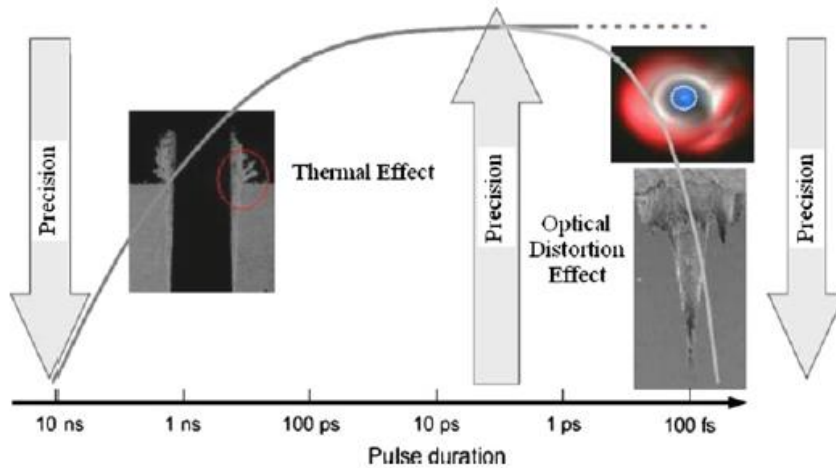 Precision
Thermal Effect
Precision
Optical
Distortion
Effect
Precision
10 ns
1 ns
100 ps
10 ps
1 ps
100 fs
Pulse duration